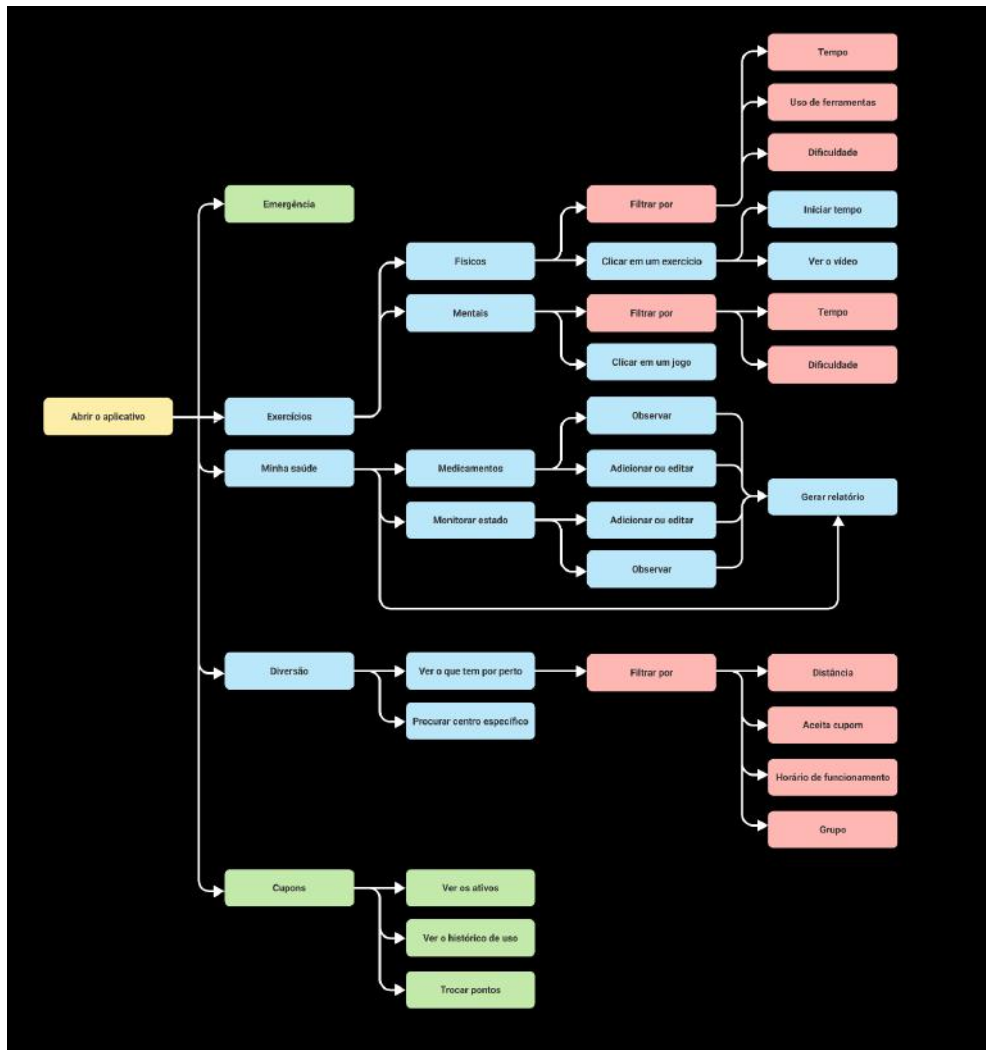 Tempo
Uso de ferramentas
Dificuldade
Emergência
Filtrar por
Iniciar tempo
Físicos
Clicar em um exercício
Ver o vídeo
Mentais
Filtrar por
Tempo
Clicar em um jogo
Dificuldade
Abrir o aplicativo
Exercícios
Observar
Minha saúde
Medicamentos
Adicionar ou editar
Gerar relatório
Monitorar estado
Adicionar ou editar
Observar
Diversão
Ver o que tem por perto
Filtrar por
Distância
Procurar centro específico
Aceita cupom
Horário de funcionamento
Grupo
Cupons
Ver os ativos
Ver o histórico de uso
Trocar pontos